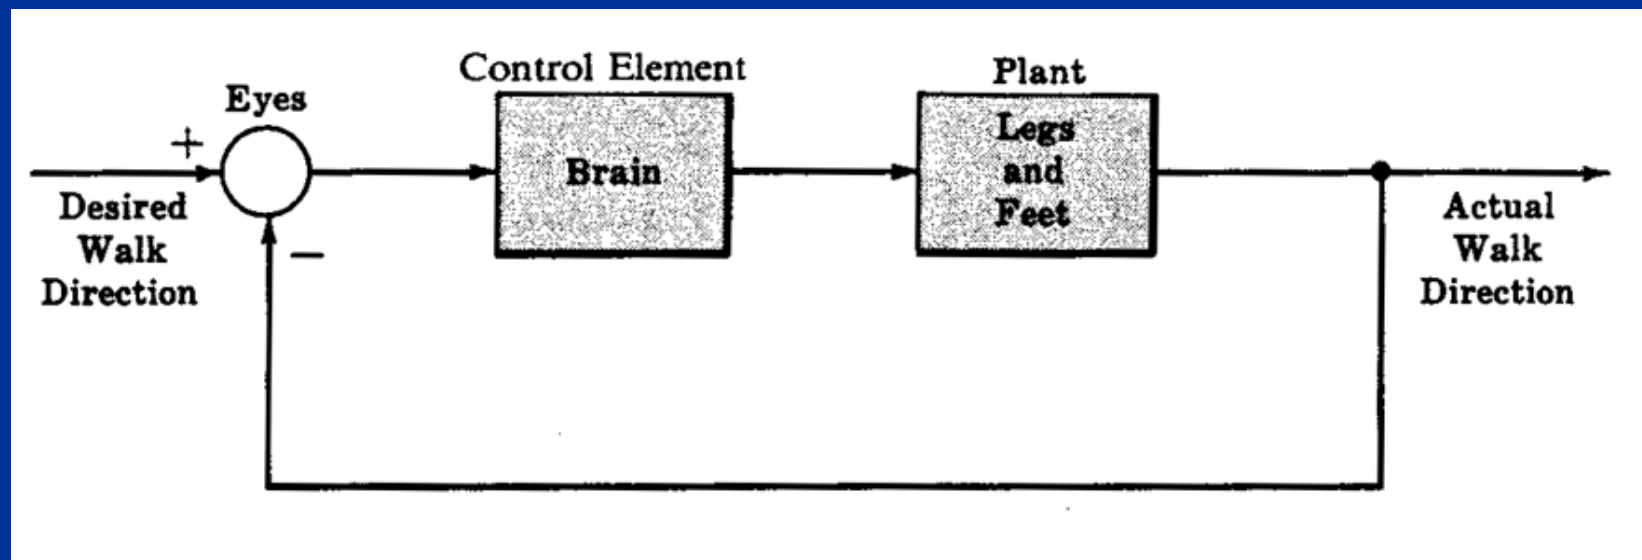 Control Element
Plant
Eyes
+
Desired
Walk
Direction
−
Brain
Legs
and
Feet
Actual
Walk
Direction